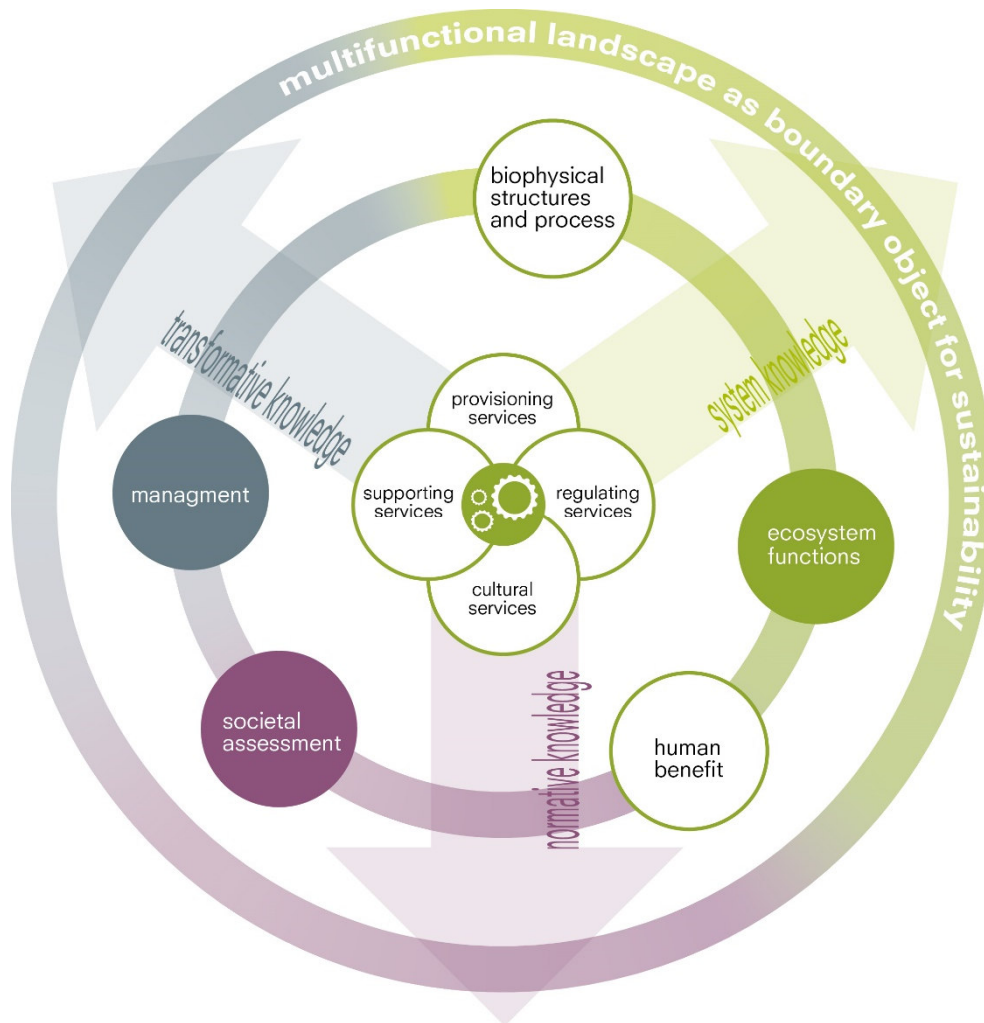 multifunctional landscape as boundary object for sustainability
biophysical
structures
and process
transformative knowledge
system knowledge
provisioning
services
supporting
services
regulating
services
cultural
services
managment
ecosystem
functions
societal
assessment
normative knowledge
human
benefit